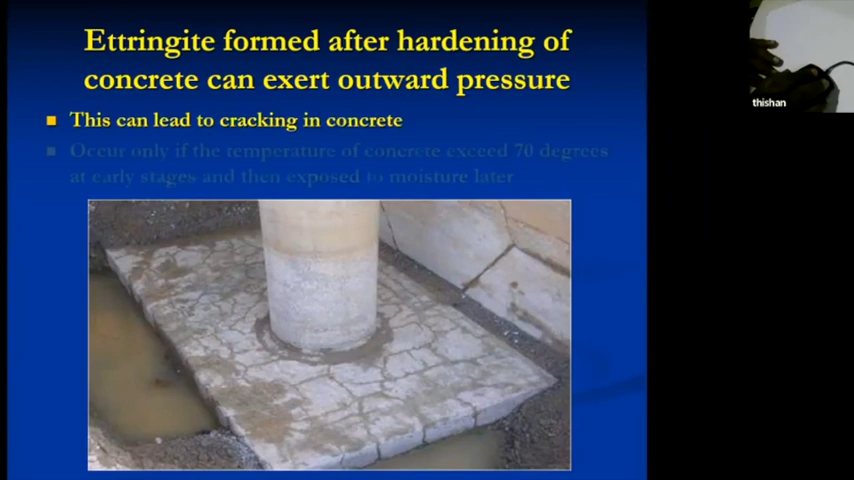 Ettringite formed after hardening of
concrete can exert outward pressure
This can lead to cracking in concrete
Occur only if the temperature of concrete exceed 70 degrees
at early stages and then exposed to moisture later
thishan